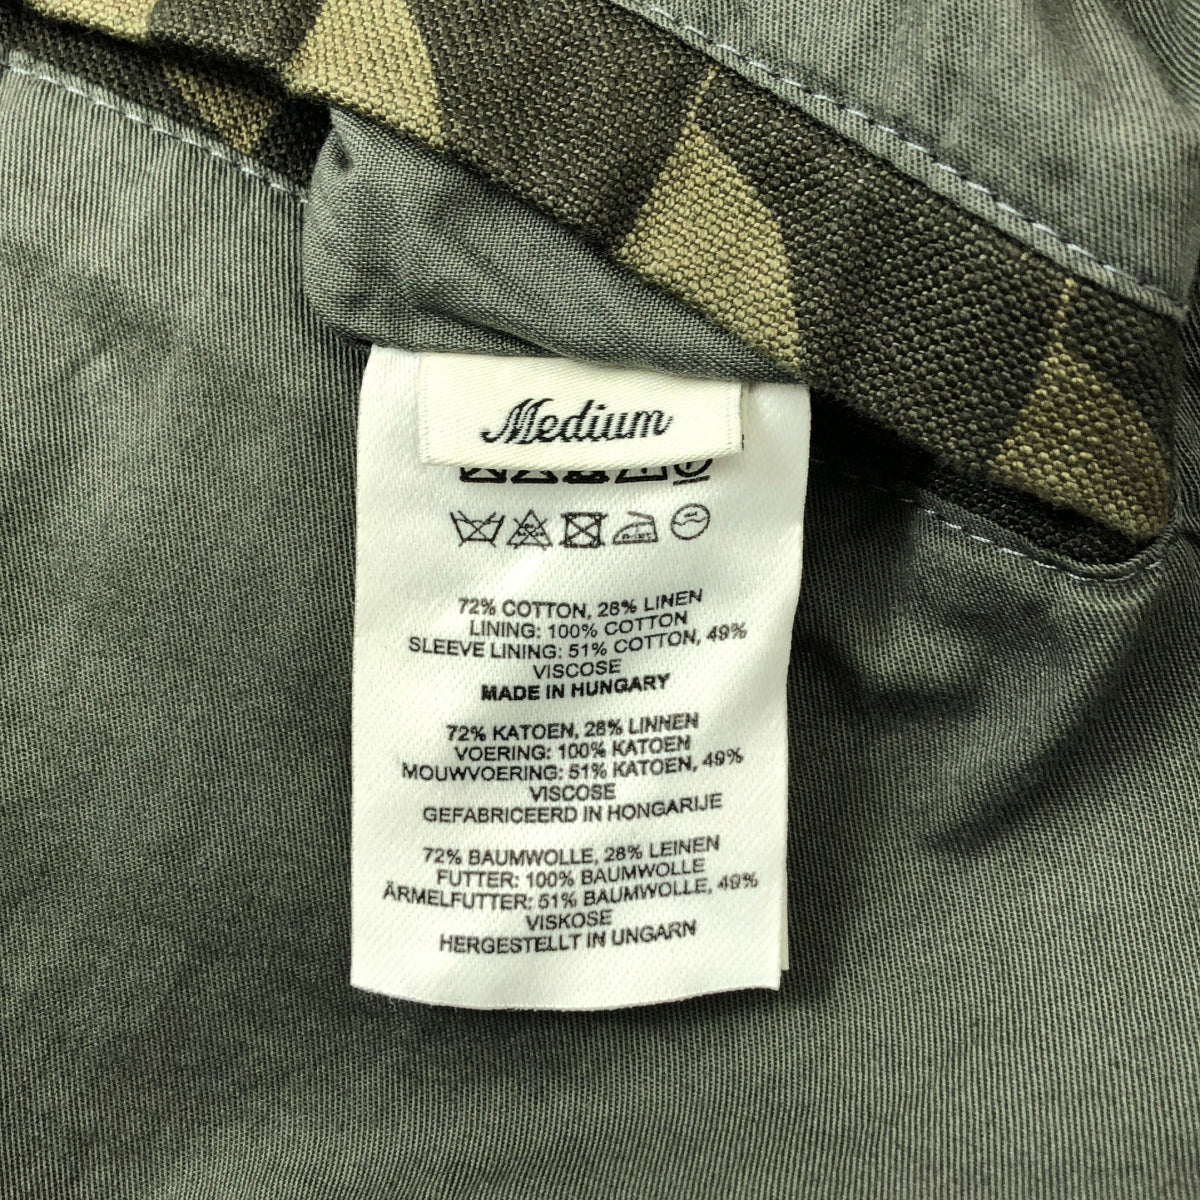 Medium
72% COTTON, 28% LINEN
LINING: 100% COTTON
SLEEVE LINING: 51% COTTON, 49%
VISCOSE
MADE IN HUNGARY
72% KATOEN, 28% LINNEN
VOERING: 100% KATOEN
MOUWVOERING: 51% KATOEN, 49%
VISCOSE
GEFABRICEERD IN HONGARIJE
72% BAUMWOLLE, 28% LEINEN
FUTTER: 100% BAUMWOLLE
ÄRMELFUTTER: 51% BAUMWOLLE, 49%
VISKOSE
HERGESTELLT IN UNGARN